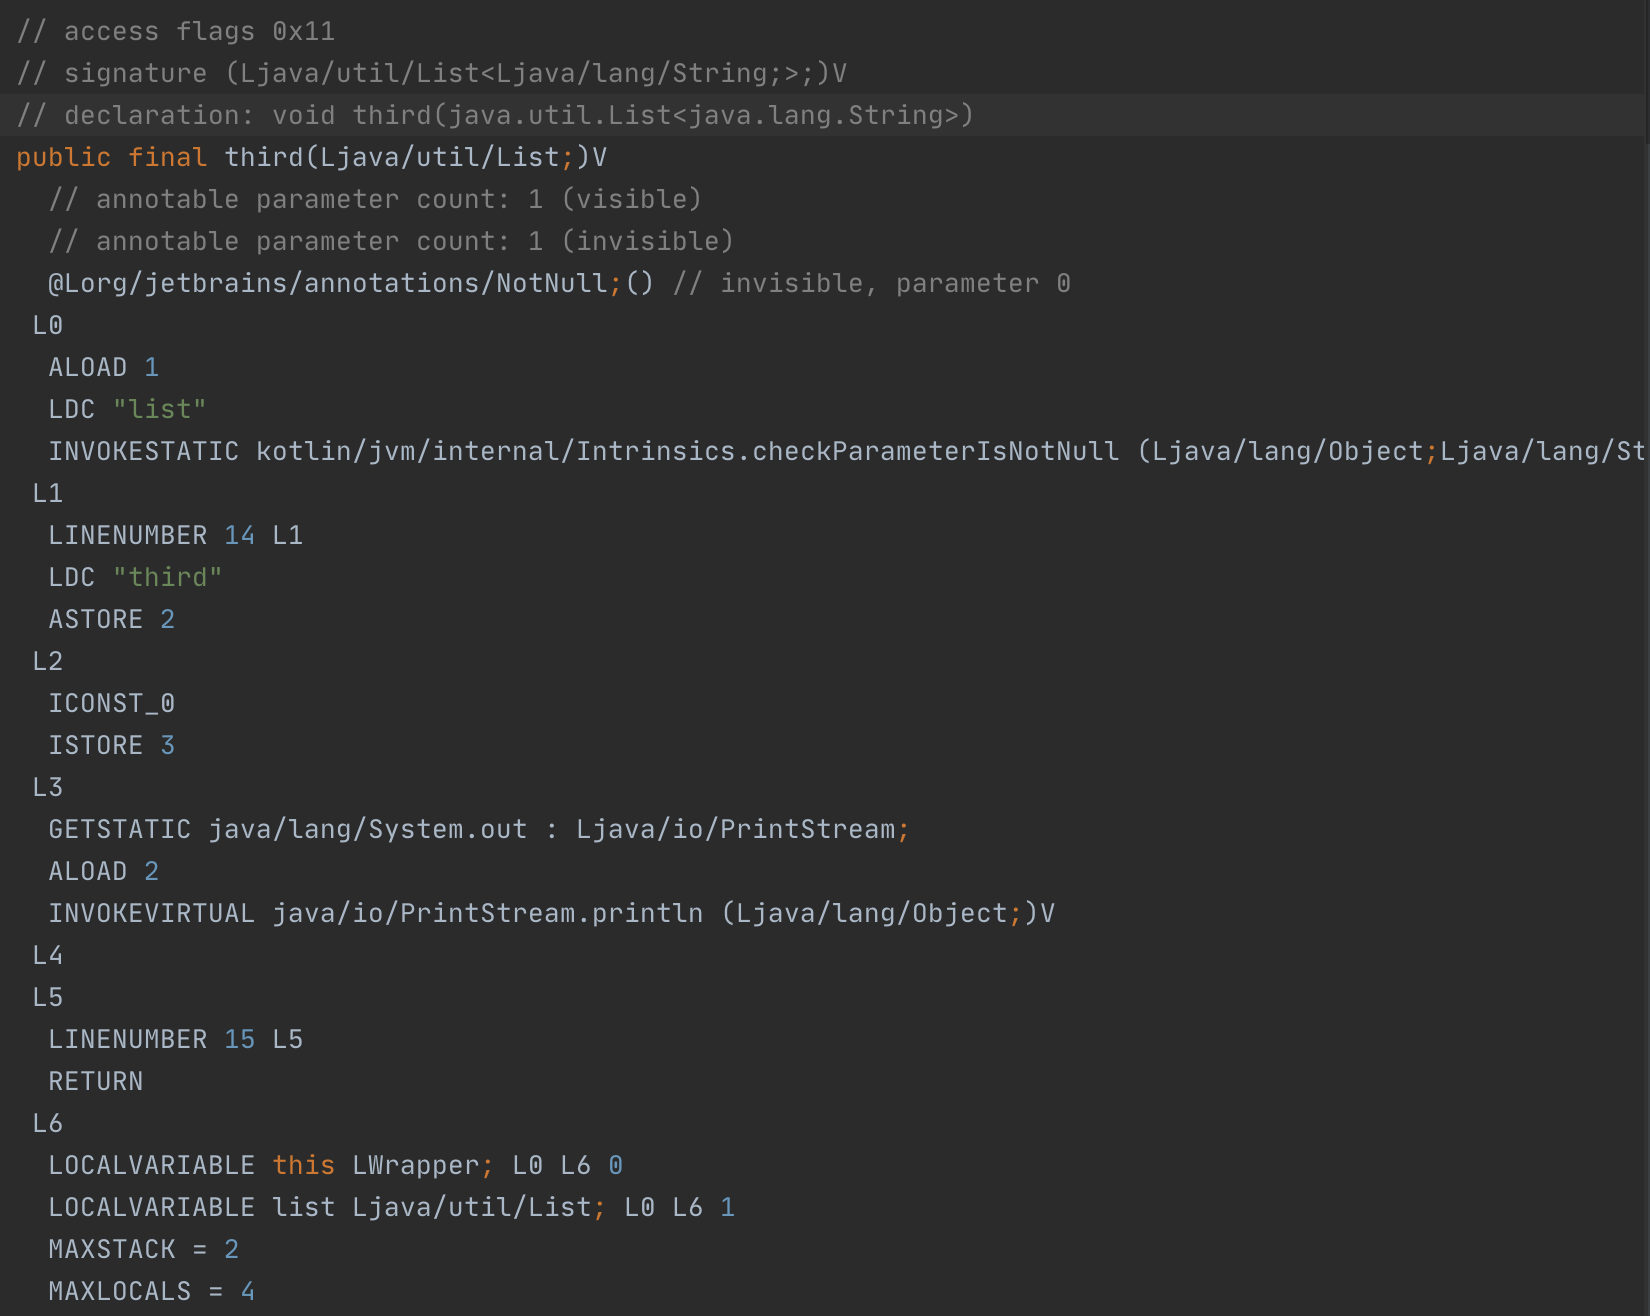 // access flags 0x11
// signature (Ljava/util/List<Ljava/lang/String;>;)V
// declaration: void third(java.util.List<java.lang.String>)
public final third(Ljava/util/List;)V
// annotable parameter count: 1 (visible)
// annotable parameter count: 1 (invisible)
@Lorg/jetbrains/annotations/NotNull;() // invisible, parameter 0
L0
ALOAD 1
LDC "list"
INVOKESTATIC kotlin/jvm/internal/Intrinsics.checkParameterIsNotNull (Ljava/lang/Object;Ljava/lang/St
L1
LINENUMBER 14 L1
LDC "third"
ASTORE 2
L2
ICONST_0
ISTORE 3
L3
GETSTATIC java/lang/System.out : Ljava/io/PrintStream;
ALOAD 2
INVOKEVIRTUAL java/io/PrintStream.println (Ljava/lang/Object;)V
L4
L5
LINENUMBER 15 L5
RETURN
L6
LOCALVARIABLE this LWrapper; L0 L6 0
LOCALVARIABLE list Ljava/util/List; L0 L6 1
MAXSTACK = 2
MAXLOCALS = 4